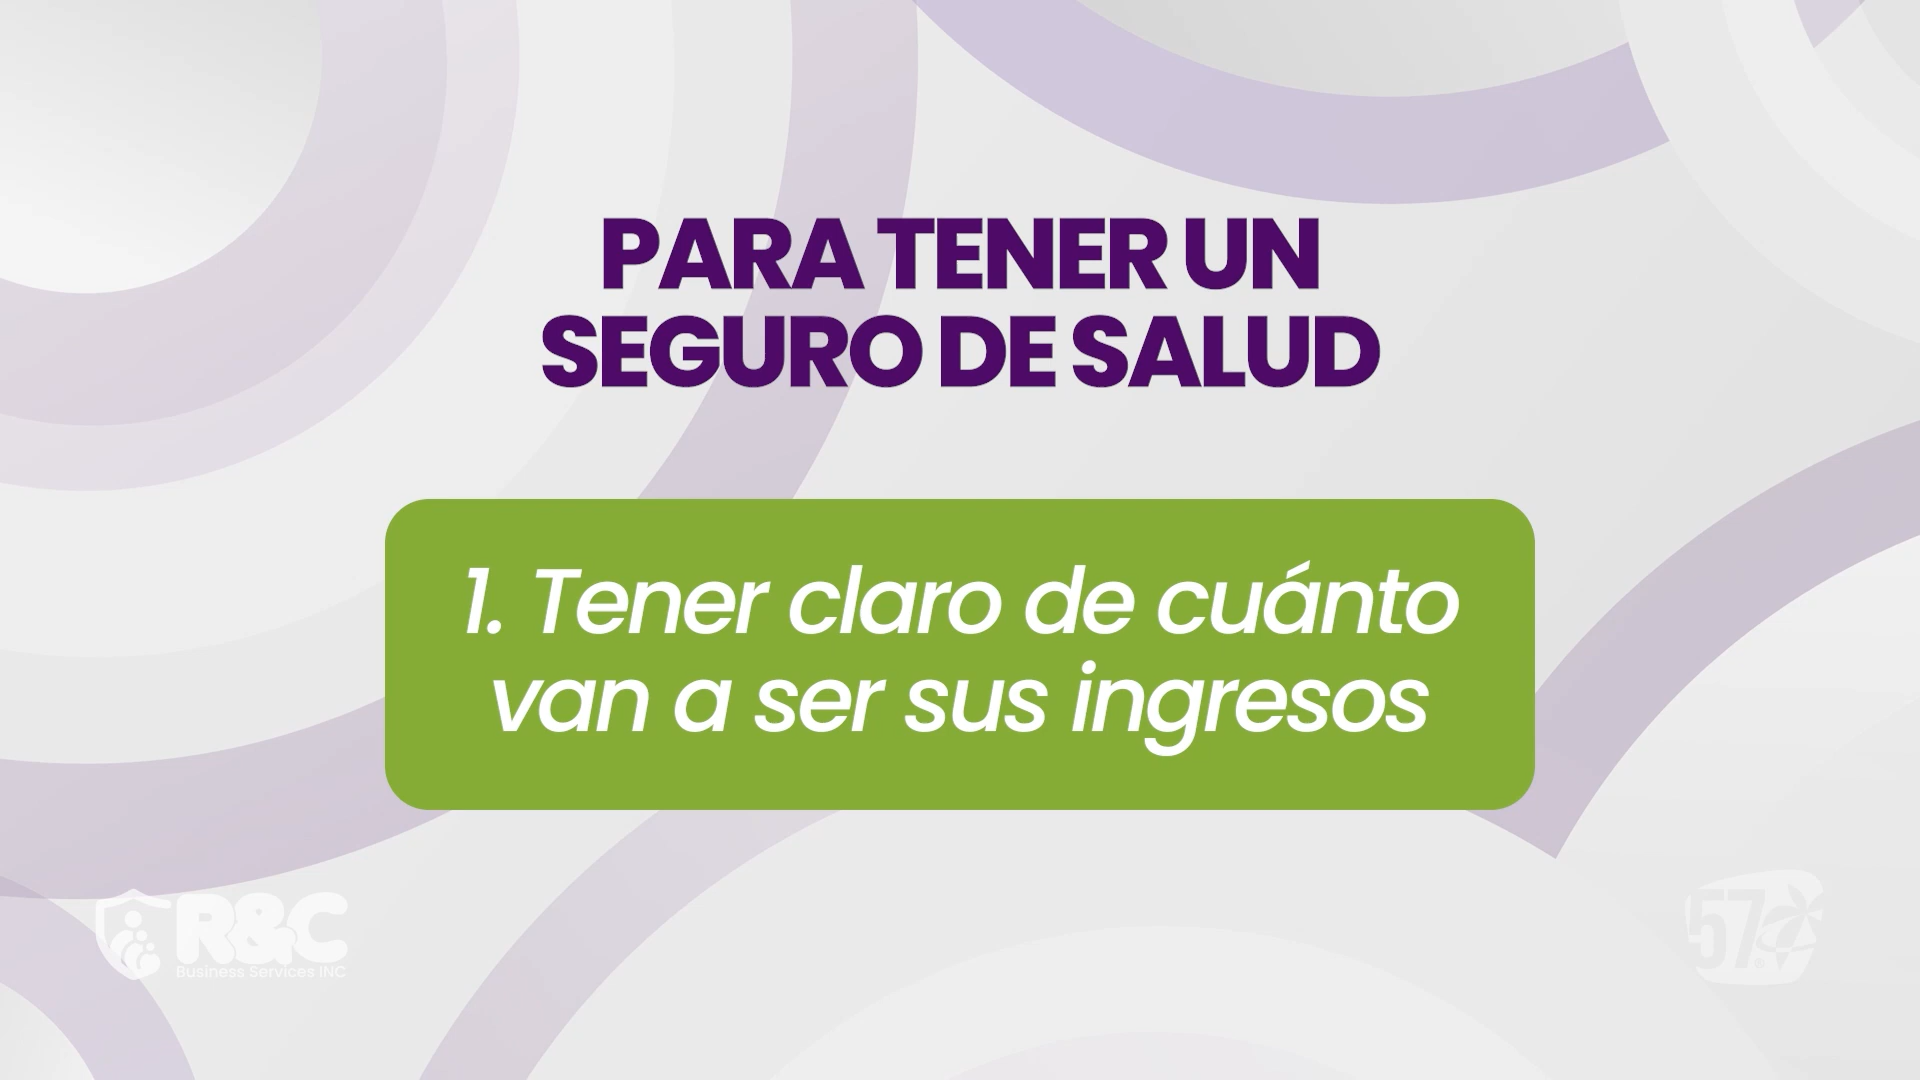 PARA TENER UN
SEGURO DE SALUD
1. Tener claro de cuánto
van a ser sus ingresos
R&C
Business Services INC
57